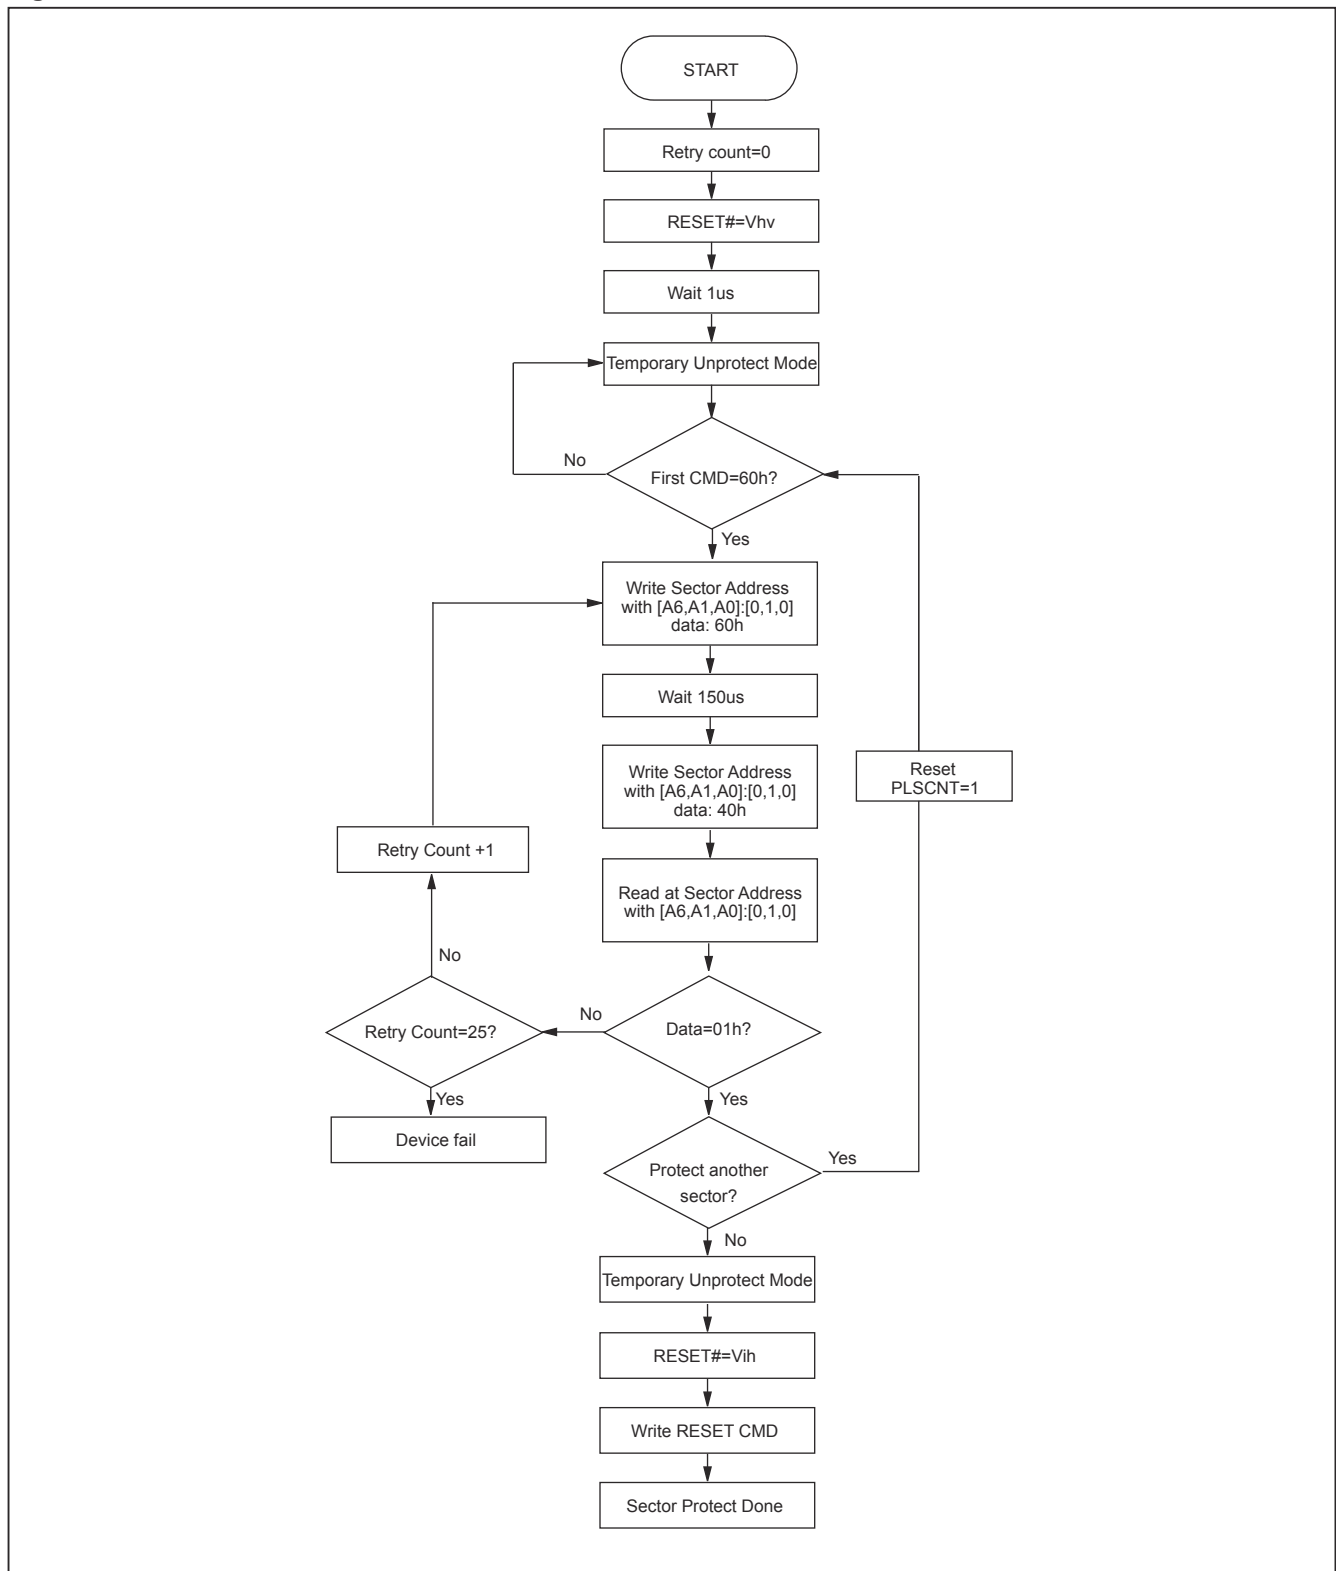 START
Retry count=0
RESET#=Vhv
Wait 1us
Temporary Unprotect Mode
No
First CMD=60h?
Yes
Write Sector Address
with [A6,A1,A0]:[0,1,0]
data: 60h
Wait 150us
Write Sector Address
with [A6,A1,A0]:[0,1,0]
data: 40h
Reset
PLSCNT=1
Retry Count +1
Read at Sector Address
with [A6,A1,A0]:[0,1,0]
No
No
Retry Count=25?
Data=01h?
Yes
Yes
Device fail
Protect another
sector?
Yes
No
Temporary Unprotect Mode
RESET#=Vih
Write RESET CMD
Sector Protect Done